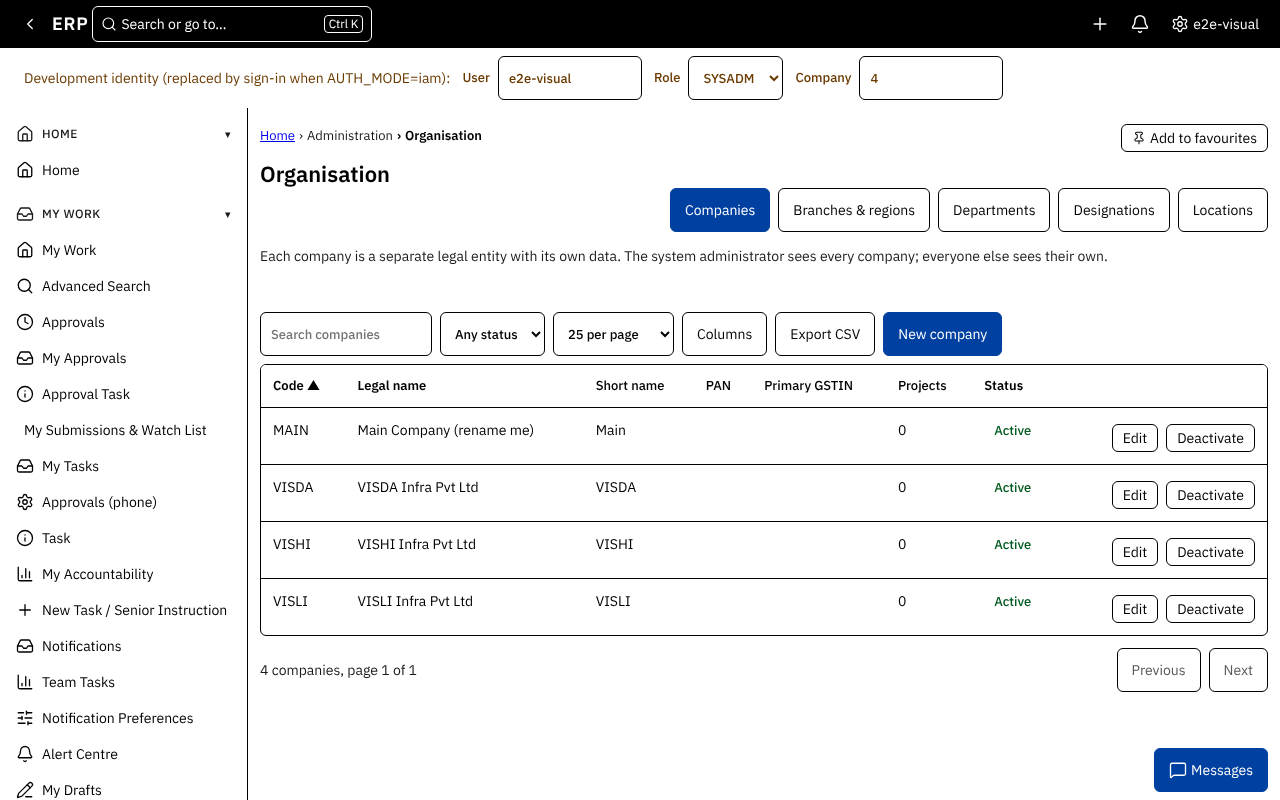 ERP Search or go to... Ctrl K e2e-visual
Development identity (replaced by sign-in when AUTH_MODE=iam): User e2e-visual Role SYSADM Company 4
HOME ▾
Home
MY WORK ▾
My Work
Advanced Search
Approvals
My Approvals
Approval Task
My Submissions & Watch List
My Tasks
Approvals (phone)
Task
My Accountability
New Task / Senior Instruction
Notifications
Team Tasks
Notification Preferences
Alert Centre
My Drafts
Home › Administration › Organisation
Add to favourites
Organisation
Companies Branches & regions Departments Designations Locations
Each company is a separate legal entity with its own data. The system administrator sees every company; everyone else sees their own.
Search companies Any status 25 per page Columns Export CSV New company
Code ▲ Legal name Short name PAN Primary GSTIN Projects Status
MAIN Main Company (rename me) Main 0 Active Edit Deactivate
VISDA VISDA Infra Pvt Ltd VISDA 0 Active Edit Deactivate
VISHI VISHI Infra Pvt Ltd VISHI 0 Active Edit Deactivate
VISLI VISLI Infra Pvt Ltd VISLI 0 Active Edit Deactivate
4 companies, page 1 of 1 Previous Next
Messages